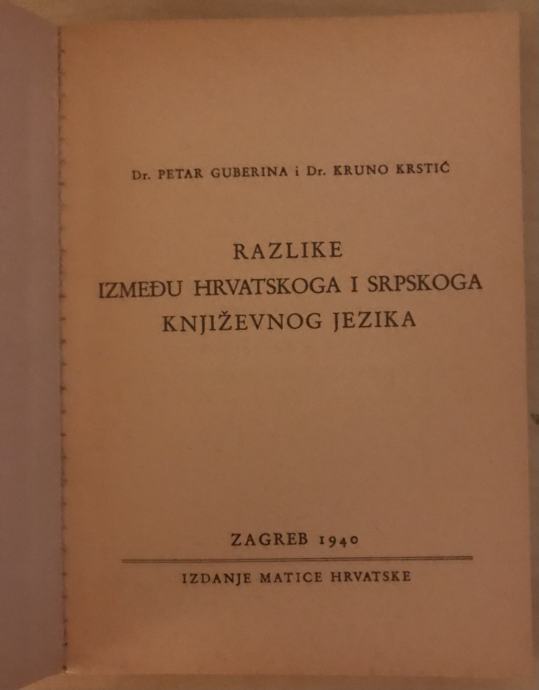 Dr. PETAR GUBERINA i Dr. KRUNO KRSTIĆ
RAZLIKE
IZMEĐU HRVATSKOGA I SRPSKOGA
KNJIŽEVNOG JEZIKA
ZAGREB 1940
IZDANJE MATICE HRVATSKE